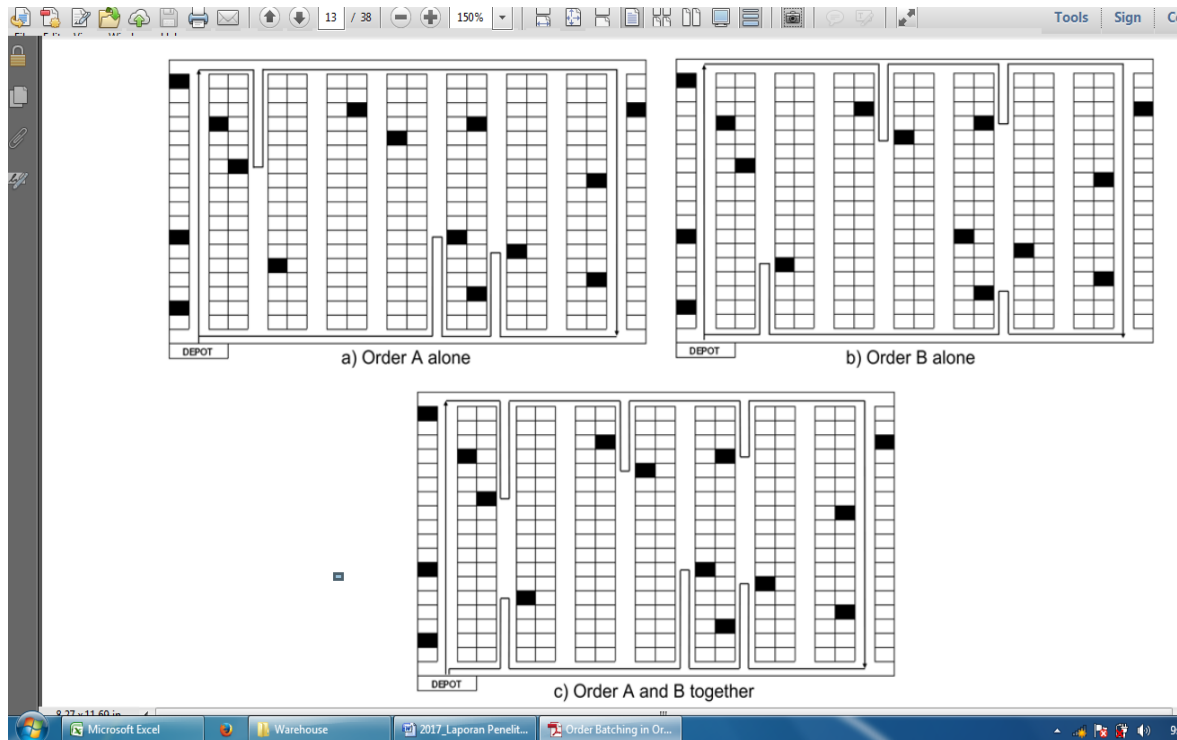 13 / 38
150%
Tools
Sign
DEPOT
a) Order A alone
DEPOT
b) Order B alone
DEPOT
c) Order A and B together
Microsoft Excel
Warehouse
2017_Laporan Penelit...
Order Batching in Or...